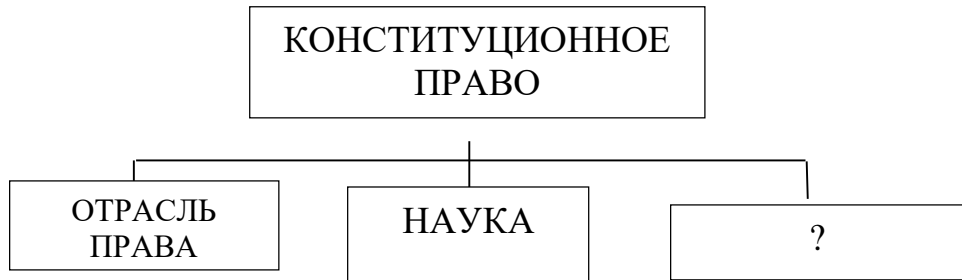 КОНСТИТУЦИОННОЕ
ПРАВО
ОТРАСЛЬ
ПРАВА
НАУКА
?